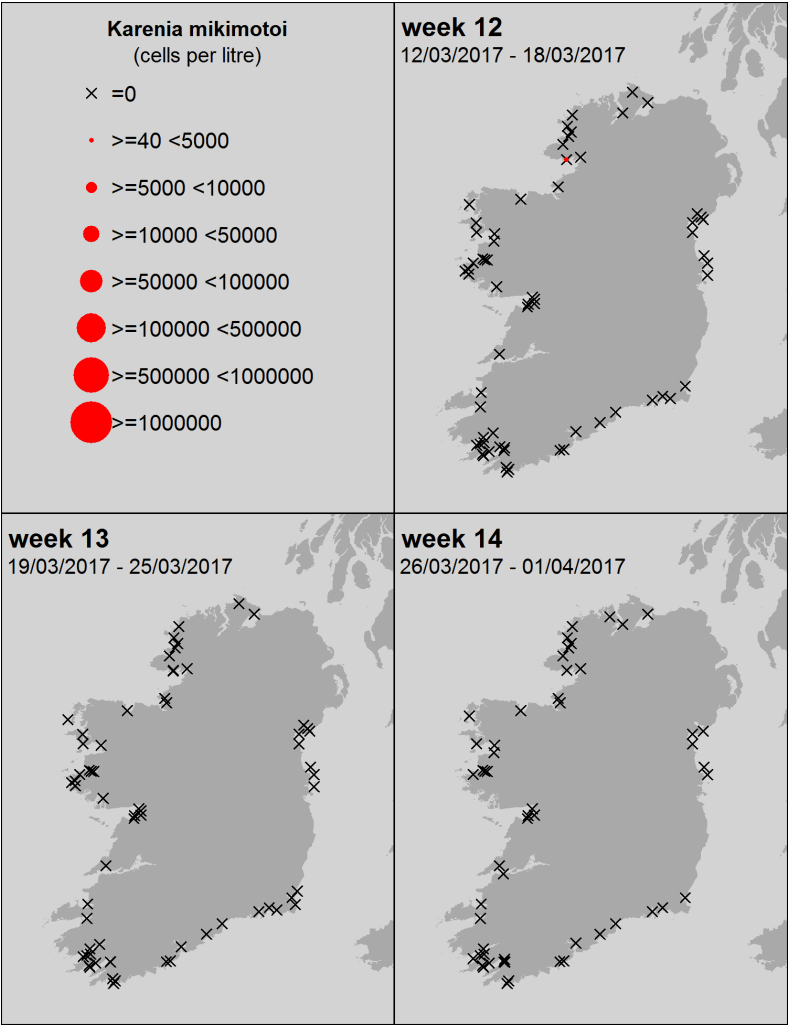 Karenia mikimotoi
(cells per litre)
=0
>=40 <5000
>=5000 <10000
>=10000 <50000
>=50000 <100000
>=100000 <500000
>=500000 <1000000
>=1000000
week 12
12/03/2017 - 18/03/2017
week 13
19/03/2017 - 25/03/2017
week 14
26/03/2017 - 01/04/2017